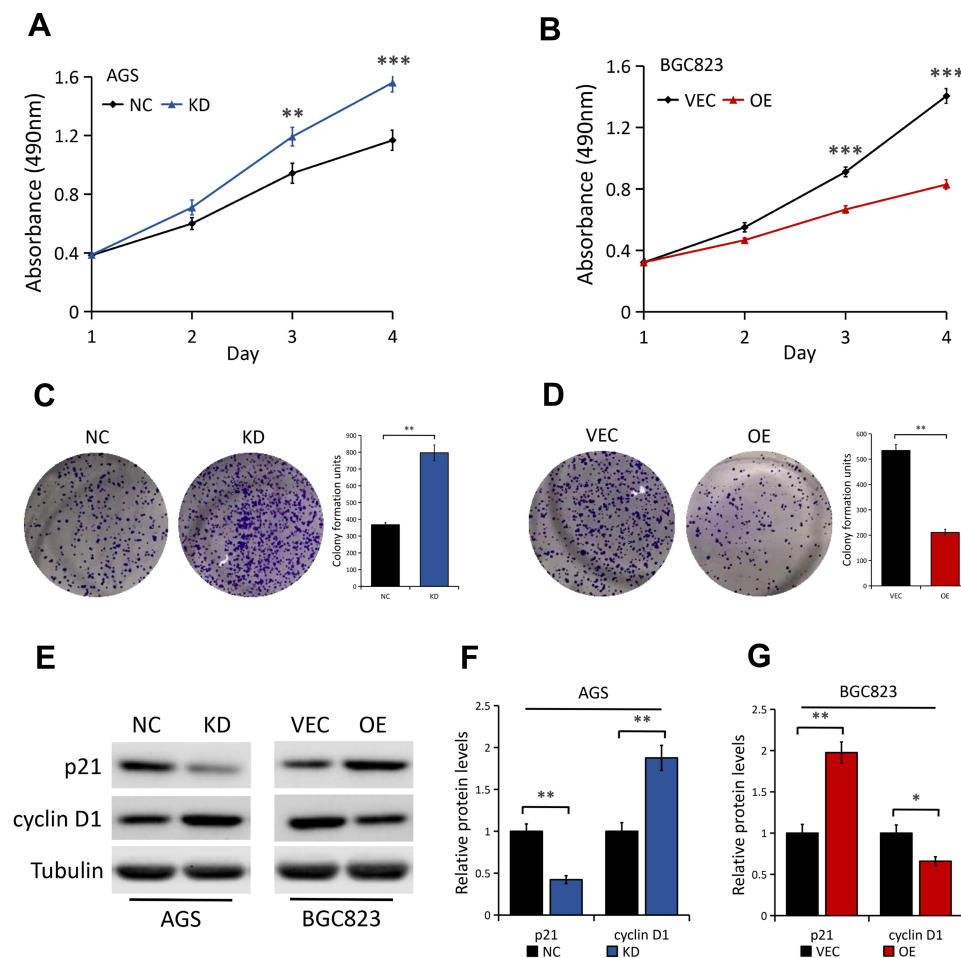 A
AGS
NC KD
***
**
1.6
1.2
0.8
0.4
0
Absorbance (490nm)
1 2 3 4
Day
B
BGC823
VEC OE
***
***
1.6
1.2
0.8
0.4
0
Absorbance (490nm)
1 2 3 4
Day
C
NC KD
**
900
800
700
600
500
400
300
200
100
0
Colony formation units
NC KD
D
VEC OE
**
600
500
400
300
200
100
0
Colony formation units
VEC OE
E
NC KD VEC OE
p21
cyclin D1
Tubulin
AGS BGC823
F
AGS
2.5
2
1.5
1
0.5
0
Relative protein levels
**
**
p21 cyclin D1
NC KD
G
BGC823
2.5
2
1.5
1
0.5
0
Relative protein levels
**
*
p21 cyclin D1
VEC OE